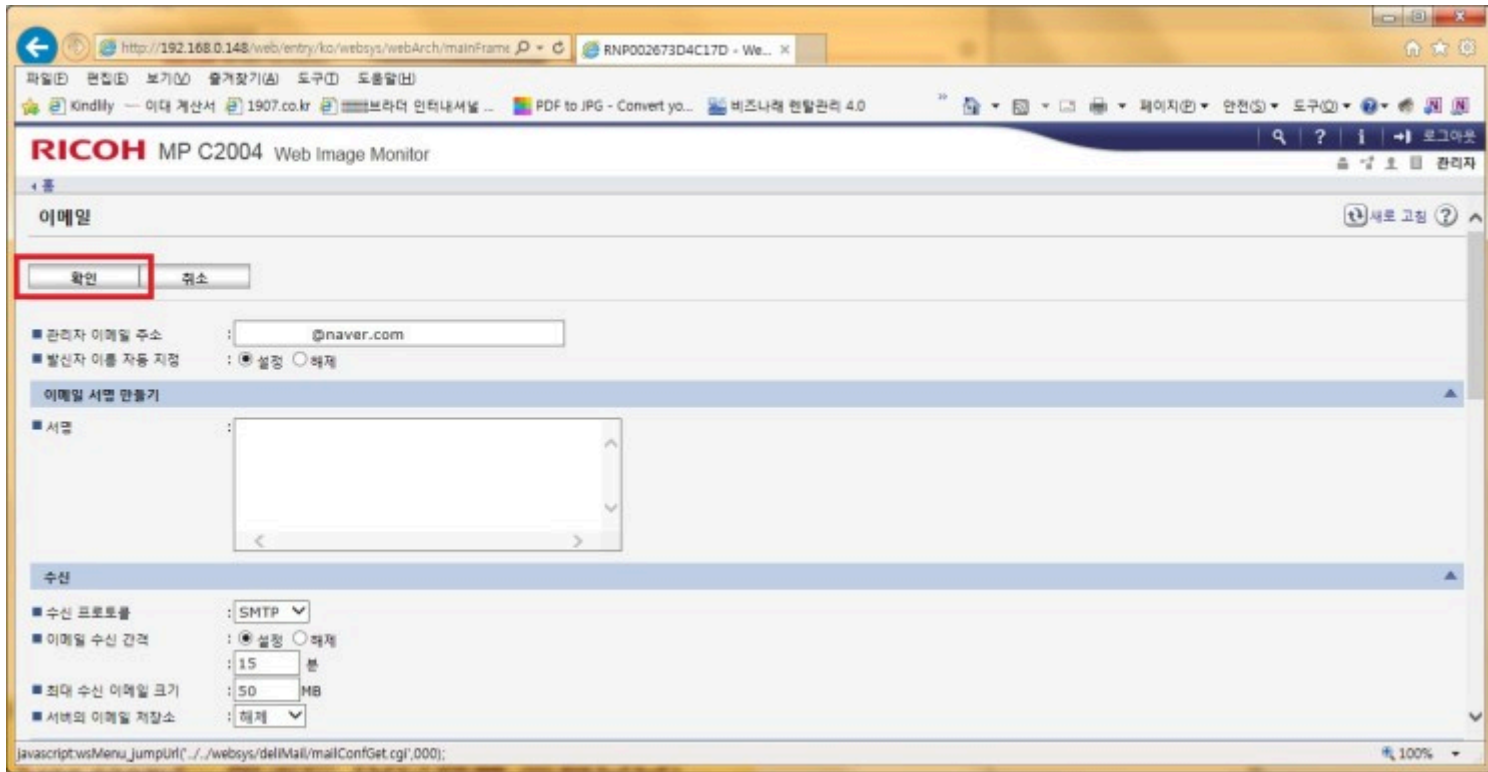 http://192.168.0.148/web/entry/ko/websys/webArch/mainFrame
RNP002673D4C17D - We...
파일(F) 편집(E) 보기(V) 즐겨찾기(A) 도구(T) 도움말(H)
Kindlily — 이대 계산서 1907.co.kr 브라더 인터내셔널 ... PDF to JPG - Convert yo... 비즈나래 렌탈관리 4.0 » 페이지(P) 안전(S) 도구(O)
RICOH MP C2004 Web Image Monitor
? i 로그아웃
관리자
홈
이메일 새로 고침 ?
확인 취소
관리자 이메일 주소 : @naver.com
발신자 이름 자동 지정 : 설정 해제
이메일 서명 만들기
서명 :
수신
수신 프로토콜 : SMTP
이메일 수신 간격 : 설정 해제
: 15 분
최대 수신 이메일 크기 : 50 MB
서버의 이메일 저장소 : 해제
javascript:wsMenu_jumpUrl('../../websys/deliMail/mailConfGet.cgi',000);
100%